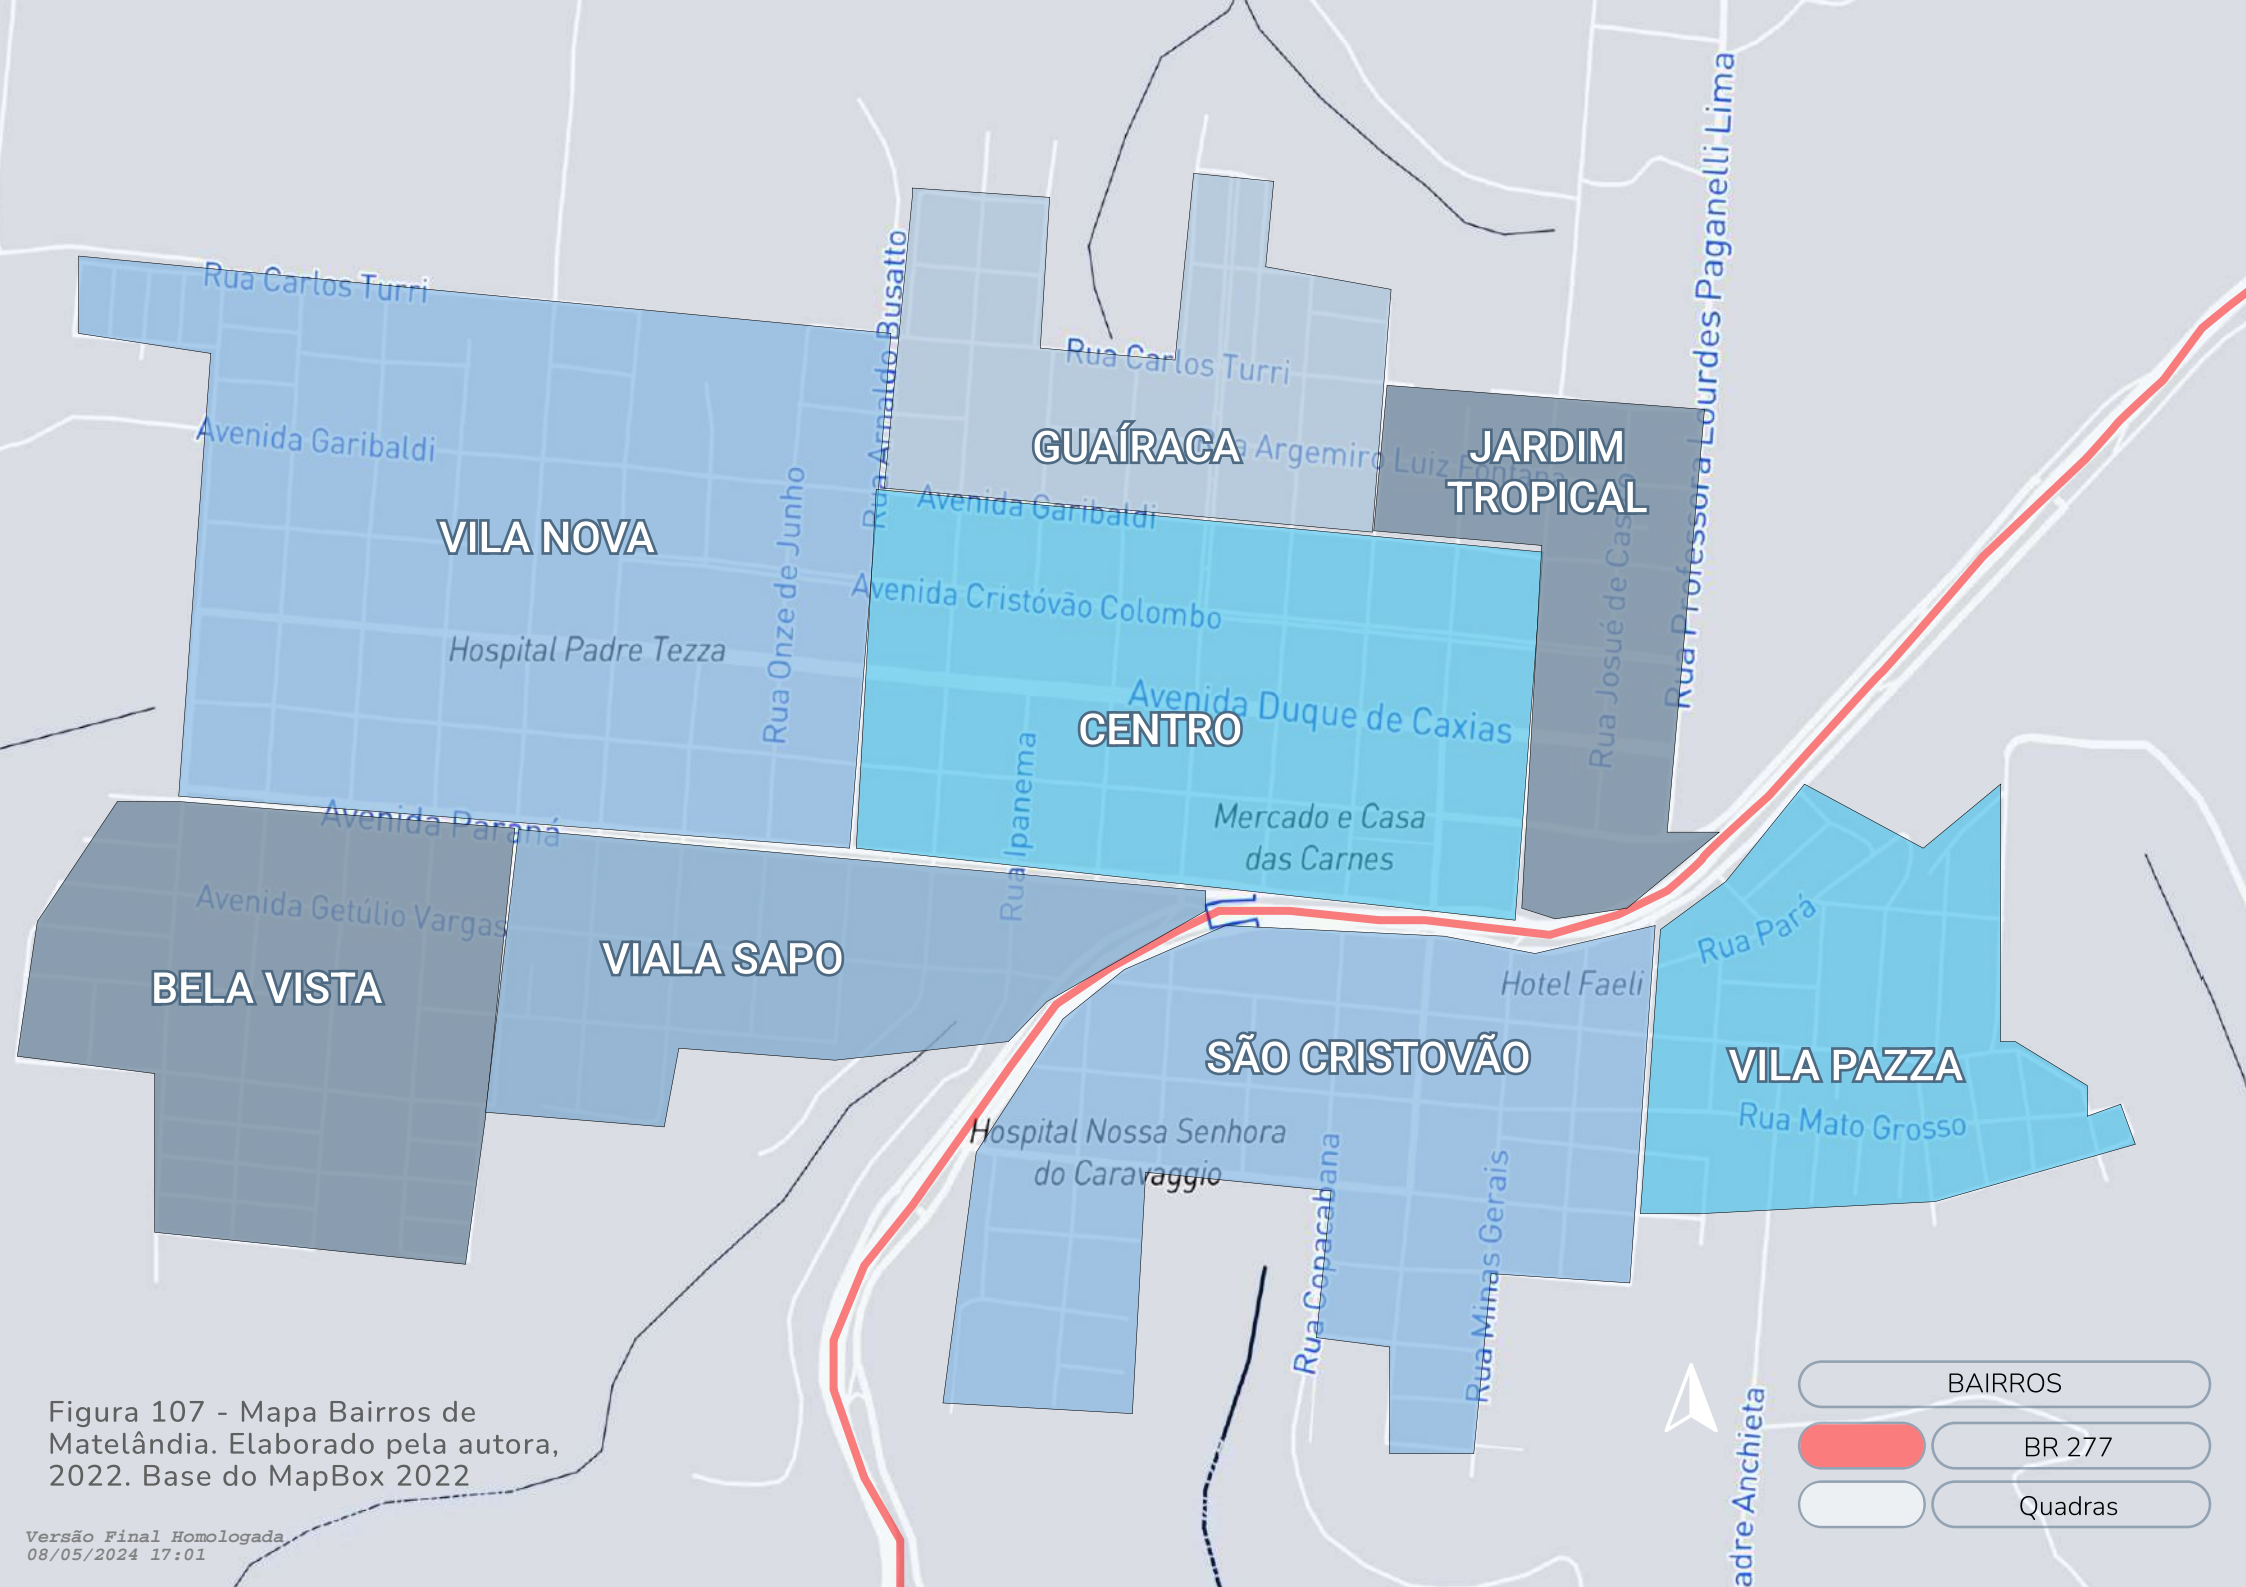 Rua Professora Lourdes Paganelli Lima
Rua Carlos Turri
Rua Arnaldo Busatto
Rua Carlos Turri
Avenida Garibaldi
GUAÍRACA
Argemiro Luiz Fontana
JARDIM
TROPICAL
Avenida Garibaldi
VILA NOVA
Rua Onze de Junho
Avenida Cristóvão Colombo
Rua Josué de
Hospital Padre Tezza
Avenida Duque de Caxias
CENTRO
Rua Ipanema
Mercado e Casa
das Carnes
Avenida Paraná
Avenida Getúlio Vargas
VIALA SAPO
BELA VISTA
Rua Pará
Hotel Faeli
SÃO CRISTOVÃO
VILA PAZZA
Rua Mato Grosso
Hospital Nossa Senhora
do Caravaggio
Rua Copacabana
Rua Minas Gerais
adre Anchieta
BAIRROS
BR 277
Quadras
Figura 107 - Mapa Bairros de
Matelândia. Elaborado pela autora,
2022. Base do MapBox 2022
Versão Final Homologada
08/05/2024 17:01